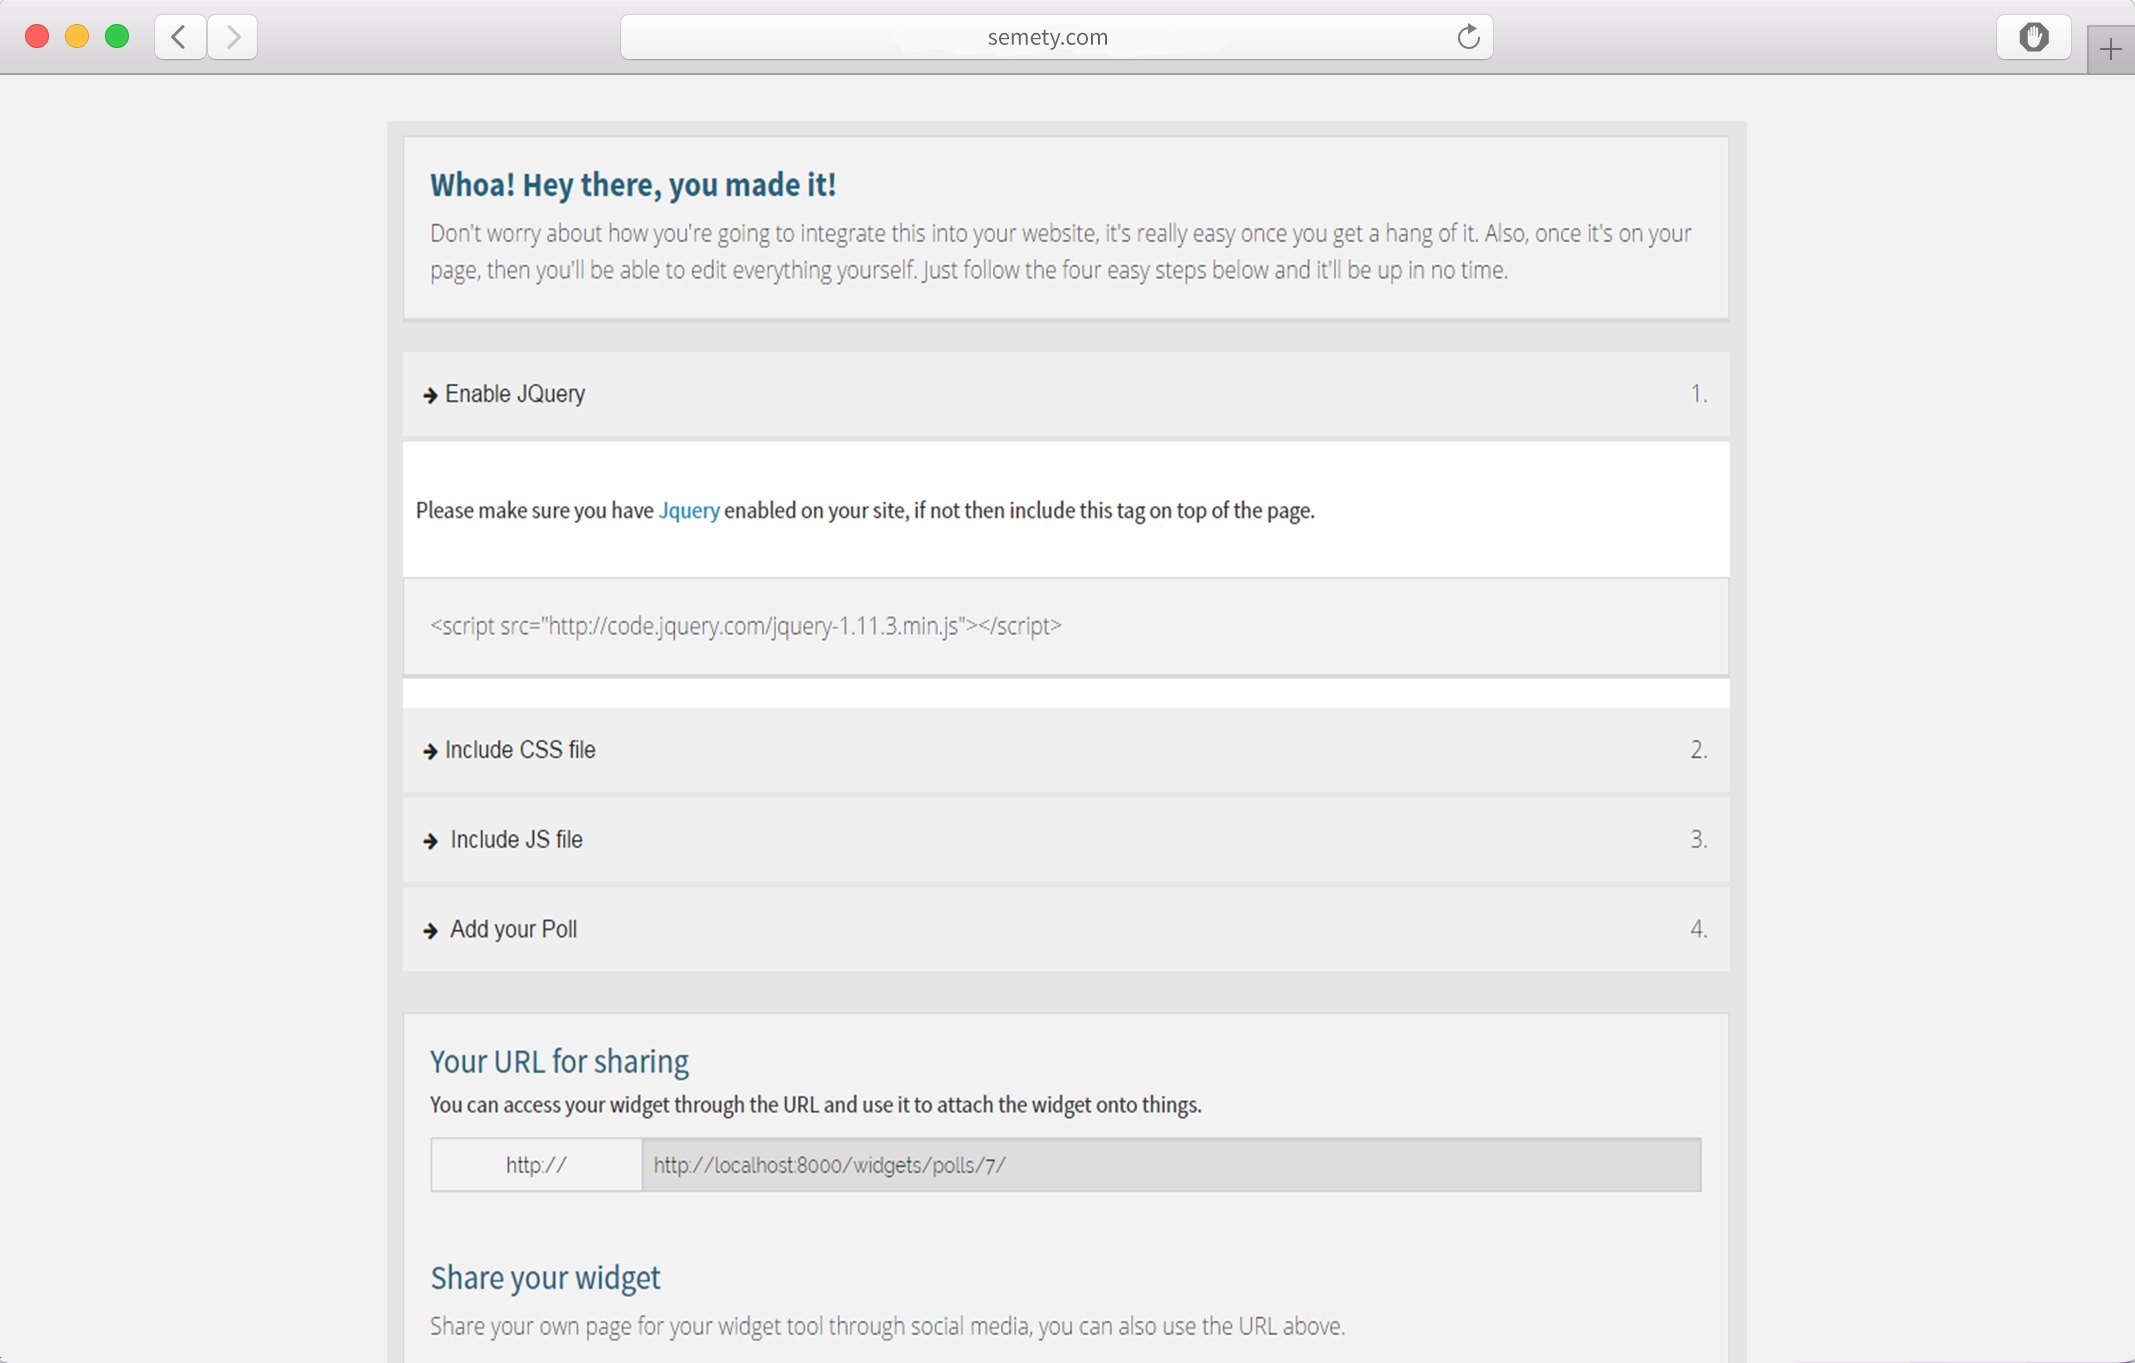 semety.com
Whoa! Hey there, you made it!
Don't worry about how you're going to integrate this into your website, it's really easy once you get a hang of it. Also, once it's on your
page, then you'll be able to edit everything yourself. Just follow the four easy steps below and it'll be up in no time.
Enable JQuery 1.
Please make sure you have Jquery enabled on your site, if not then include this tag on top of the page.
<script src="http://code.jquery.com/jquery-1.11.3.min.js"></script>
Include CSS file 2.
Include JS file 3.
Add your Poll 4.
Your URL for sharing
You can access your widget through the URL and use it to attach the widget onto things.
http:// http://localhost:8000/widgets/polls/7/
Share your widget
Share your own page for your widget tool through social media, you can also use the URL above.